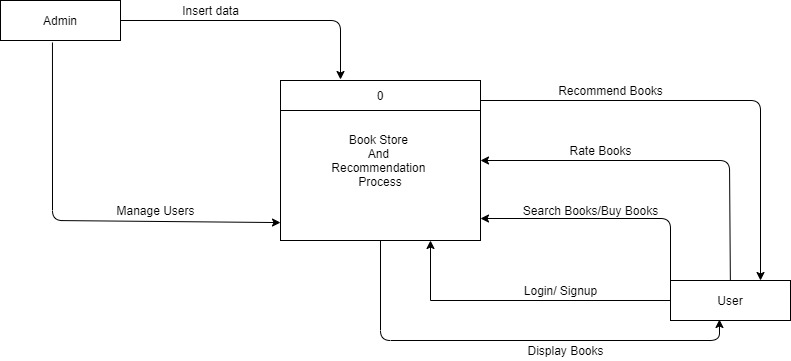 Insert data
Admin
0
Recommend Books
Book Store
And
Recommendation
Process
Rate Books
Manage Users
Search Books/Buy Books
Login/ Signup
User
Display Books